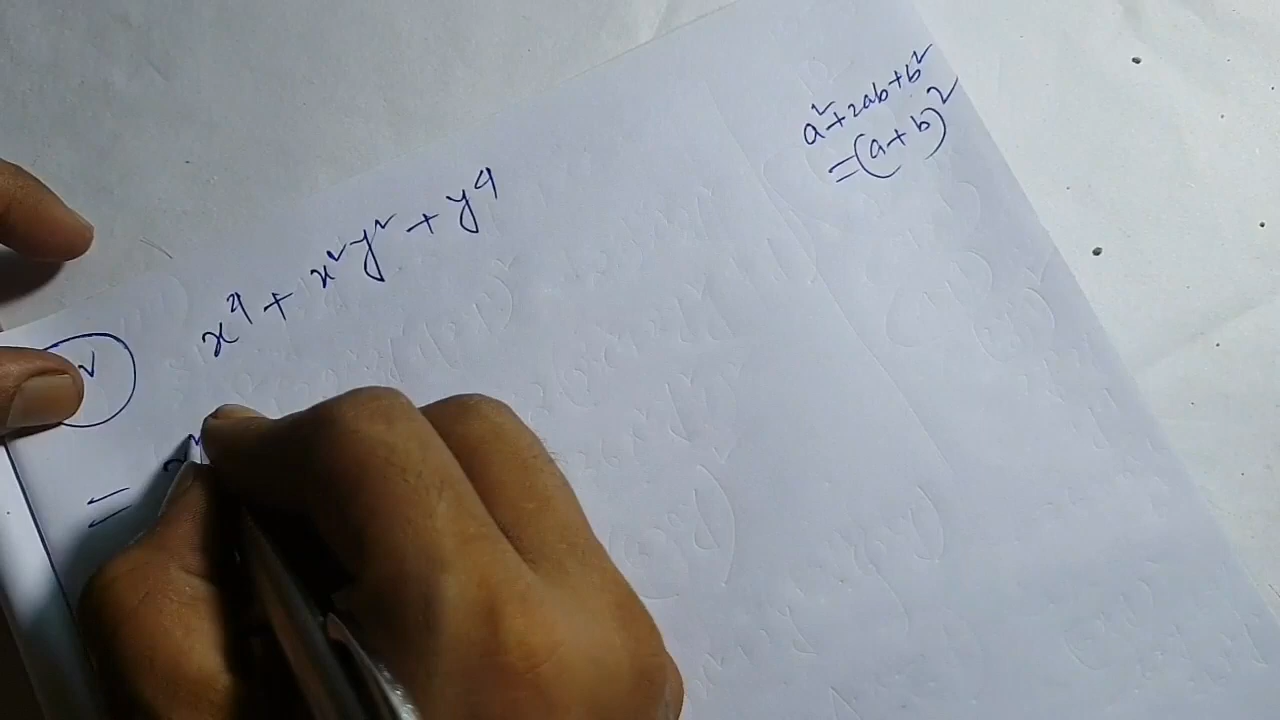 a²+2ab+b²
=(a+b)²
x⁴ + x²y² + y⁴
=